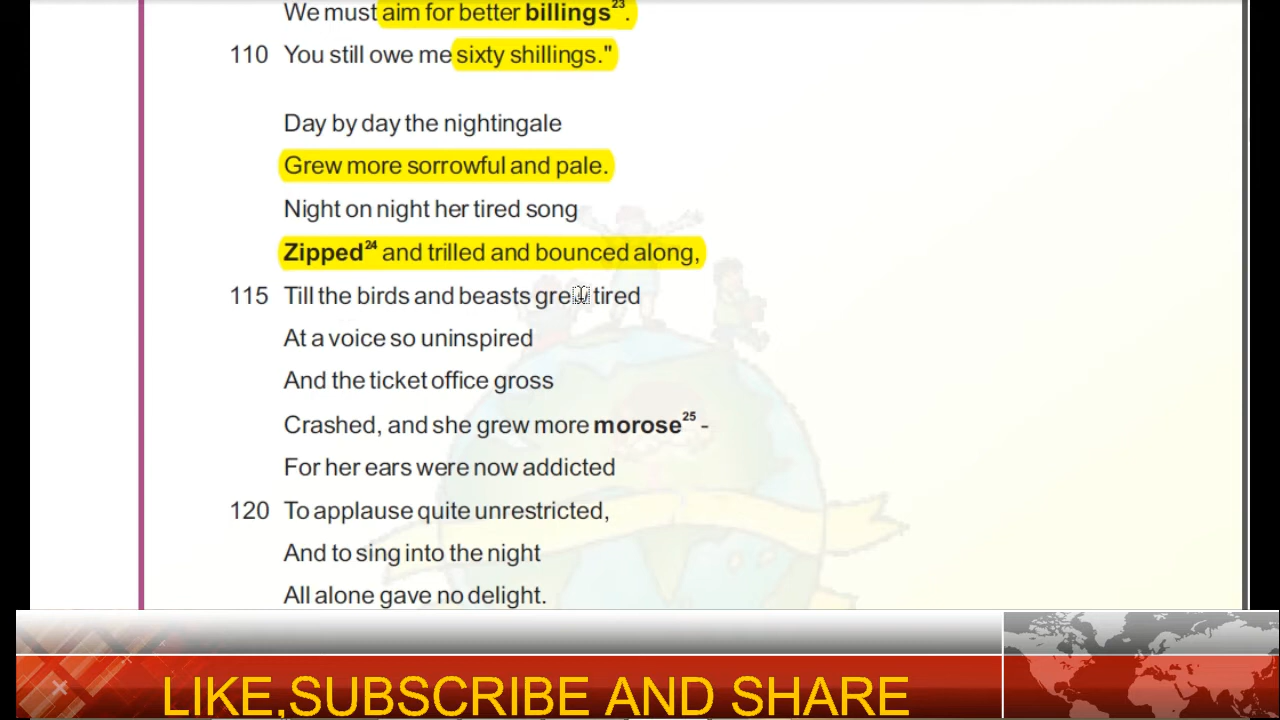 We must aim for better billings²³.
110 You still owe me sixty shillings."
Day by day the nightingale
Grew more sorrowful and pale.
Night on night her tired song
Zipped²⁴ and trilled and bounced along,
115 Till the birds and beasts grew tired
At a voice so uninspired
And the ticket office gross
Crashed, and she grew more morose²⁵ -
For her ears were now addicted
120 To applause quite unrestricted,
And to sing into the night
All alone gave no delight.
LIKE,SUBSCRIBE AND SHARE